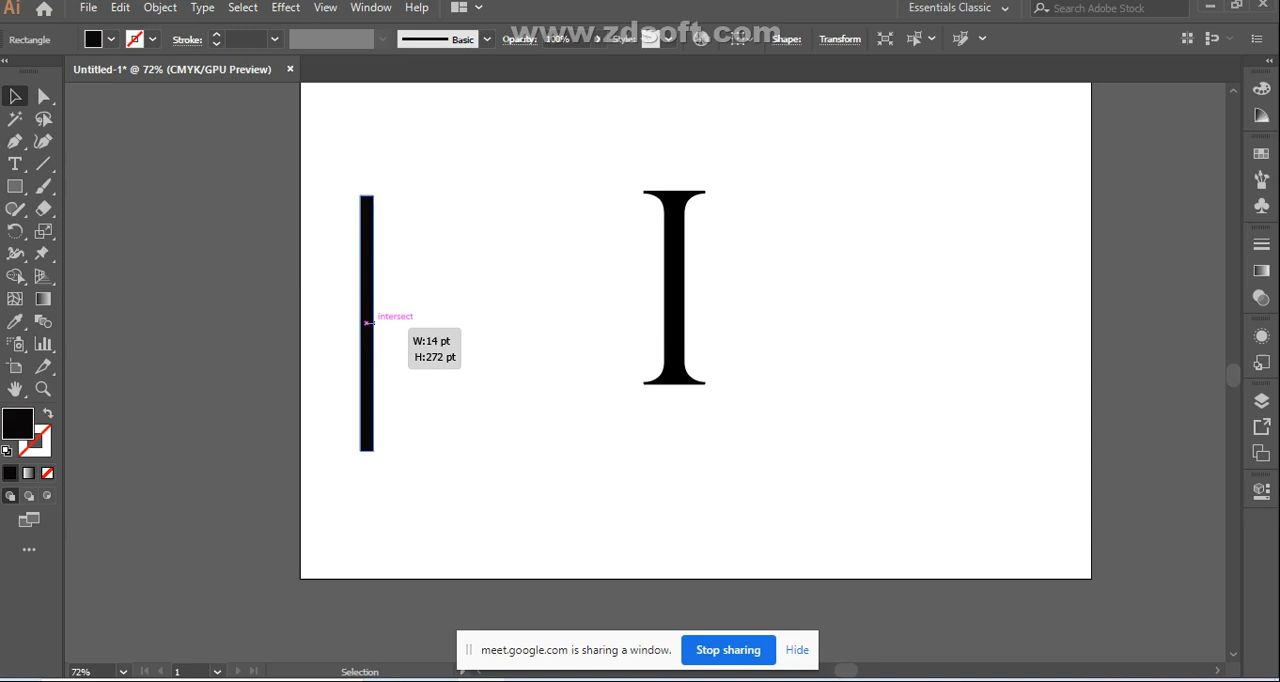 Ai File Edit Object Type Select Effect View Window Help Essentials Classic Search Adobe Stock
www.zdsoft.com
Rectangle Stroke: Basic Opacity: 100% Style: Shape: Transform
Untitled-1* @ 72% (CMYK/GPU Preview) ×
I
intersect
W:14 pt
H:272 pt
meet.google.com is sharing a window. Stop sharing Hide
72% 1 Selection